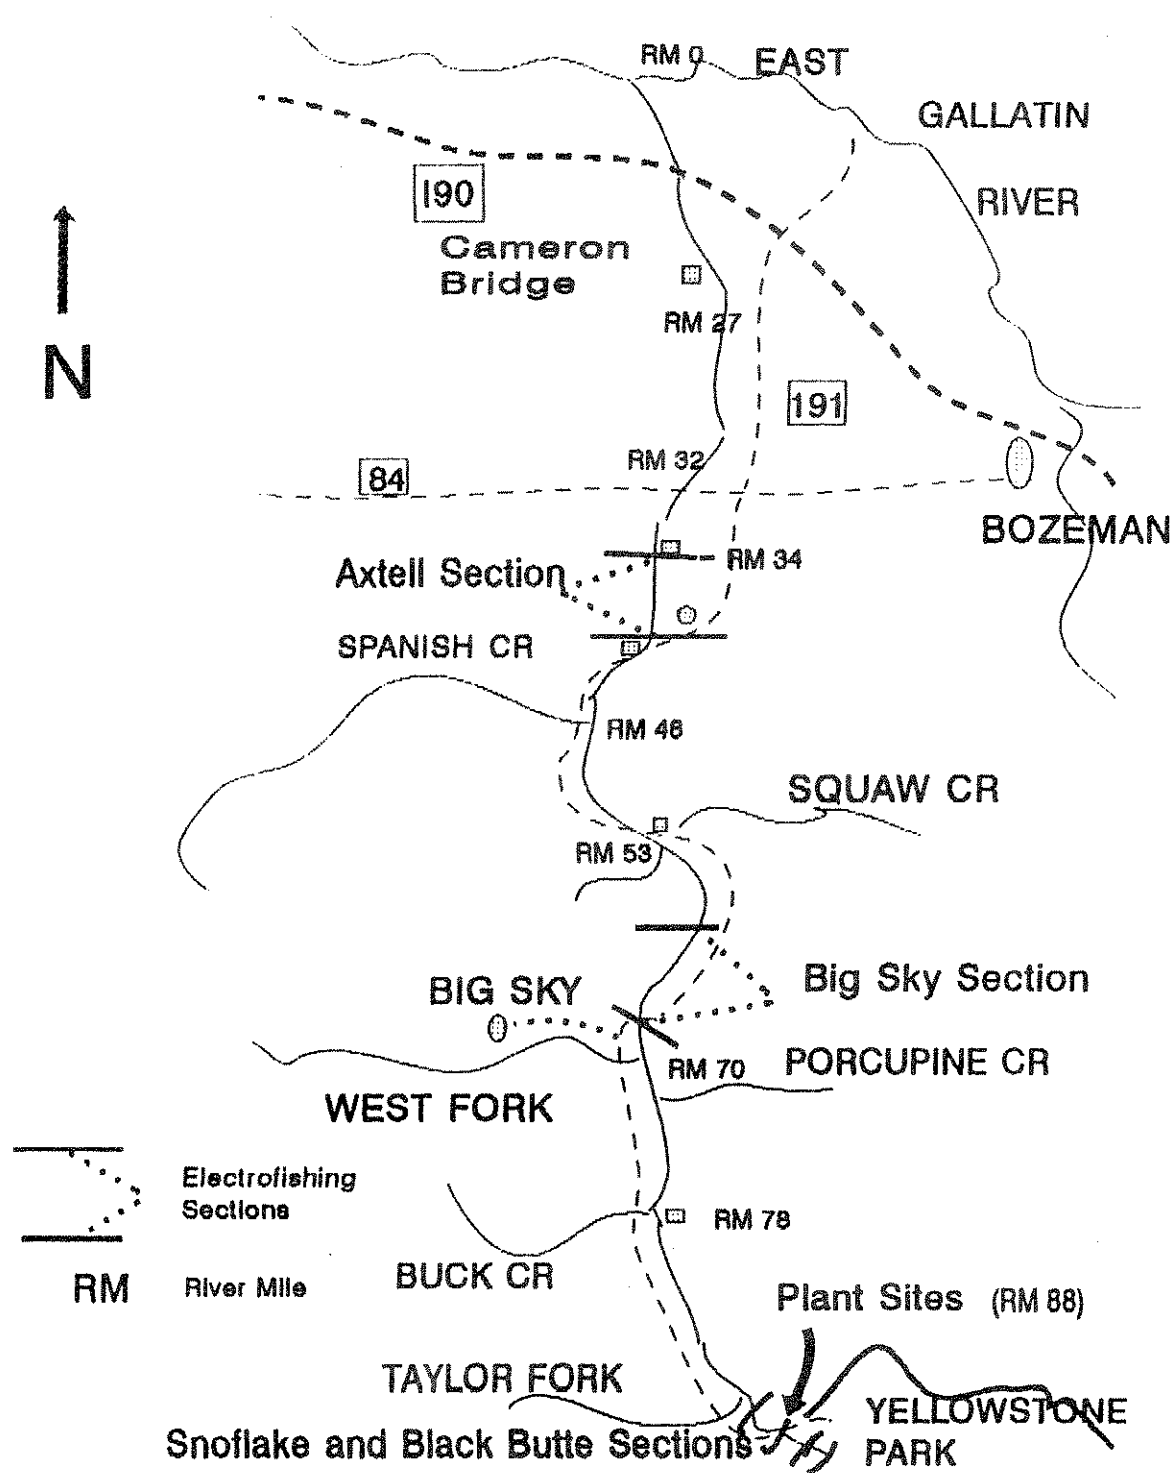 RM 0
EAST
GALLATIN
RIVER
I90
Cameron
Bridge
N
RM 27
191
RM 32
84
BOZEMAN
Axtell Section
RM 34
SPANISH CR
RM 46
SQUAW CR
RM 53
BIG SKY
Big Sky Section
RM 70
PORCUPINE CR
WEST FORK
Electrofishing
Sections
RM 78
BUCK CR
RM
River Mile
Plant Sites (RM 88)
TAYLOR FORK
YELLOWSTONE
PARK
Snoflake and Black Butte Sections